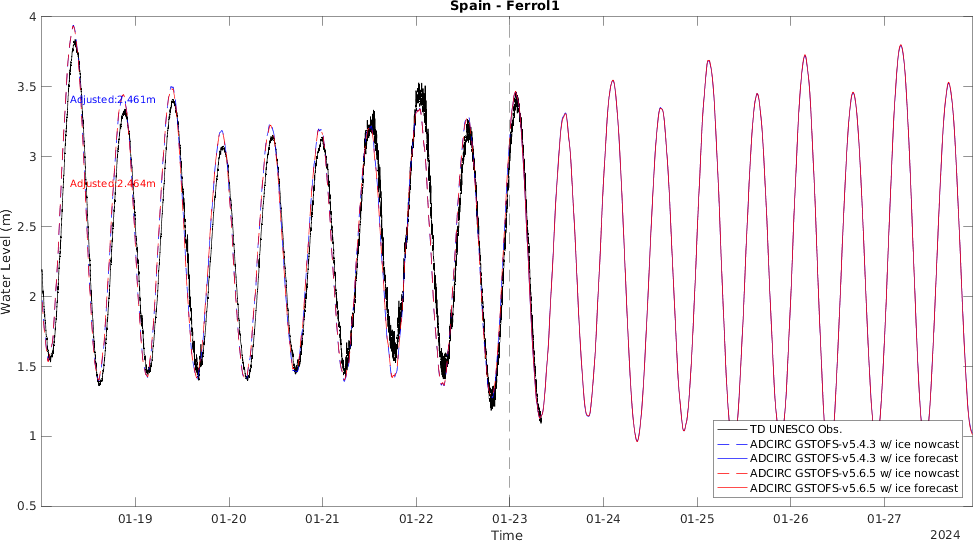 Spain - Ferrol1
4
3.5
3
2.5
2
1.5
1
0.5
Water Level (m)
Adjusted:2.461m
Adjusted:2.464m
TD UNESCO Obs.
ADCIRC GSTOFS-v5.4.3 w/ ice nowcast
ADCIRC GSTOFS-v5.4.3 w/ ice forecast
ADCIRC GSTOFS-v5.6.5 w/ ice nowcast
ADCIRC GSTOFS-v5.6.5 w/ ice forecast
01-19 01-20 01-21 01-22 01-23 01-24 01-25 01-26 01-27
Time
2024